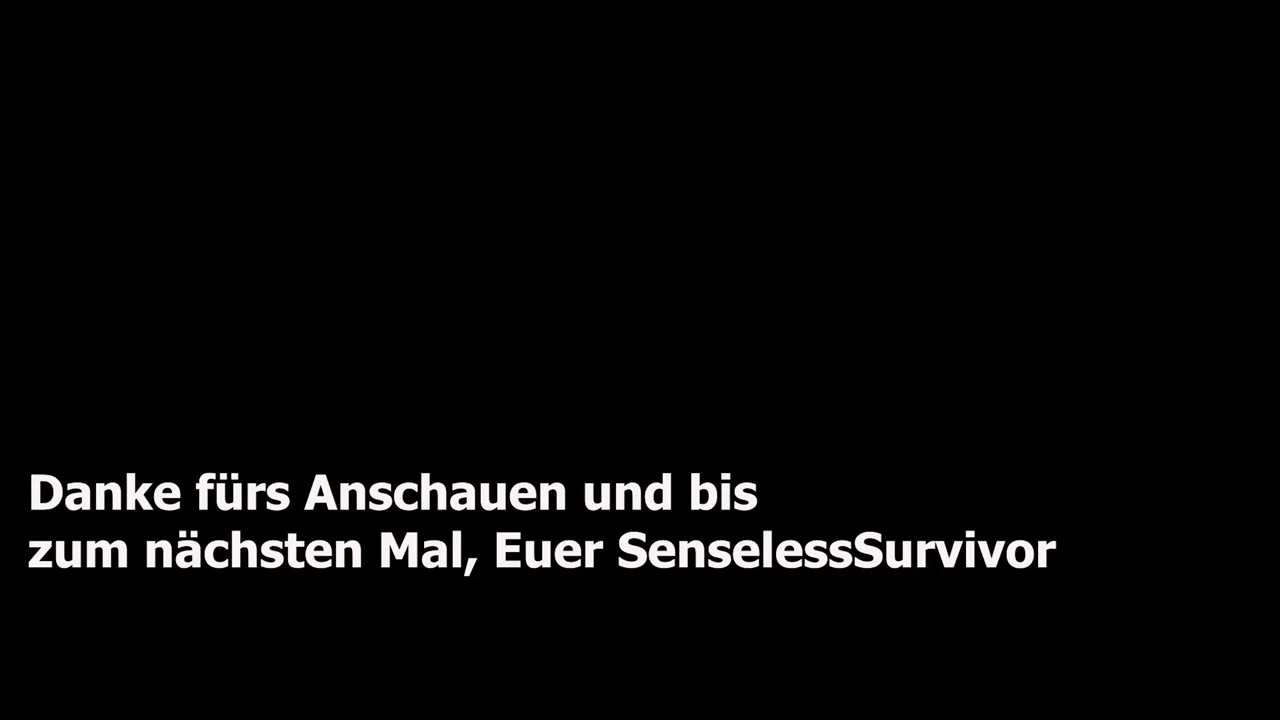 Danke fürs Anschauen und bis
zum nächsten Mal, Euer SenselessSurvivor